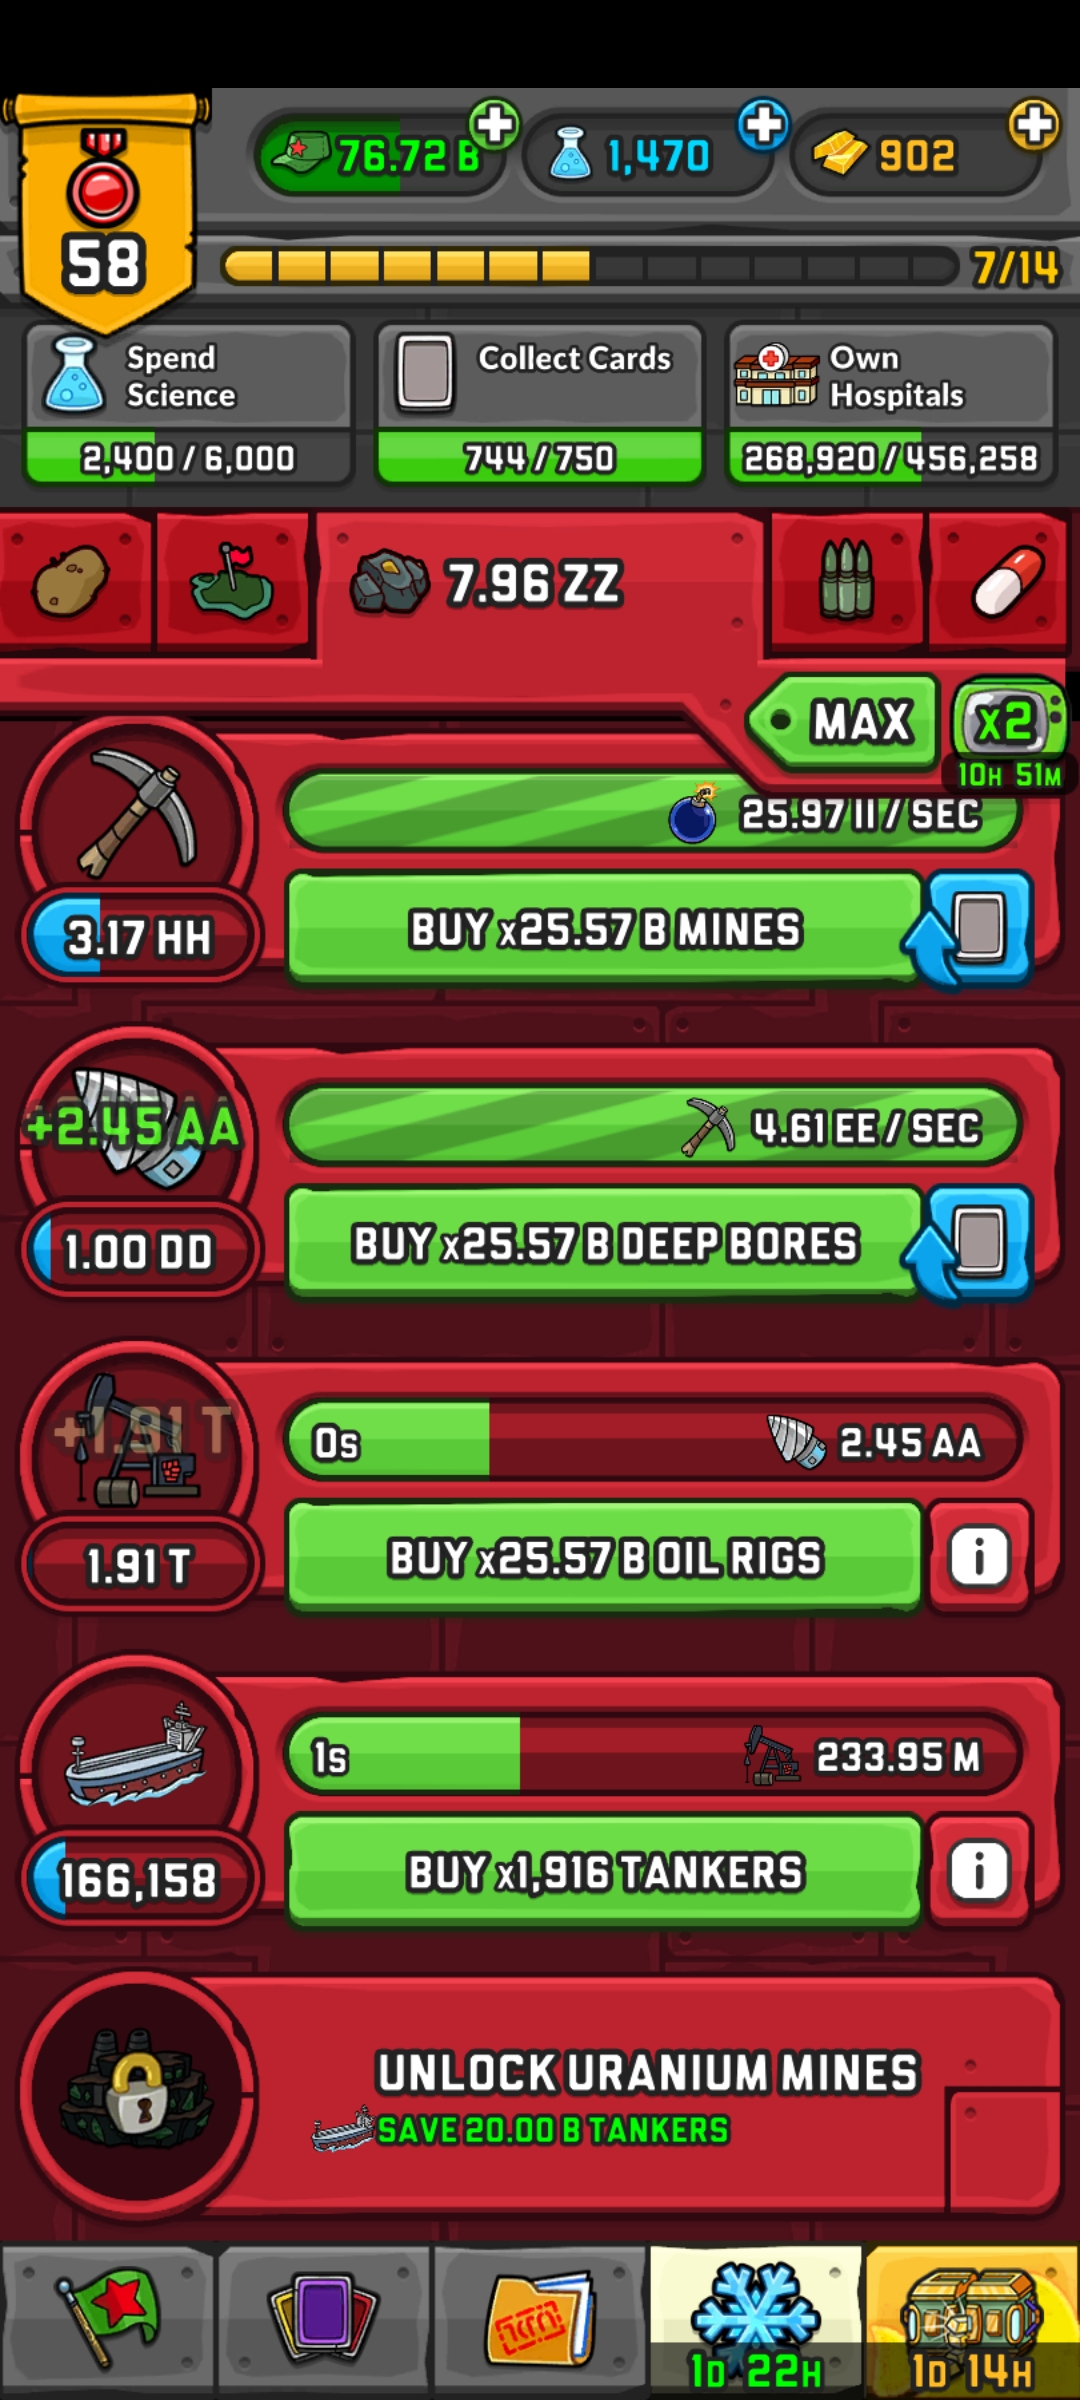 76.72 B
1,470
902
58
7/14
Spend
Science
2,400 / 6,000
Collect Cards
744 / 750
Own
Hospitals
268,920 / 456,258
7.96 ZZ
MAX
x2
10H 51M
25.97 II / SEC
3.17 HH
BUY x25.57 B MINES
+2.45 AA
4.61 EE / SEC
1.00 DD
BUY x25.57 B DEEP BORES
+1.91 T
0s
2.45 AA
1.91 T
BUY x25.57 B OIL RIGS
i
1s
233.95 M
166,158
BUY x1,916 TANKERS
i
UNLOCK URANIUM MINES
SAVE 20.00 B TANKERS
1D 22H
1D 14H